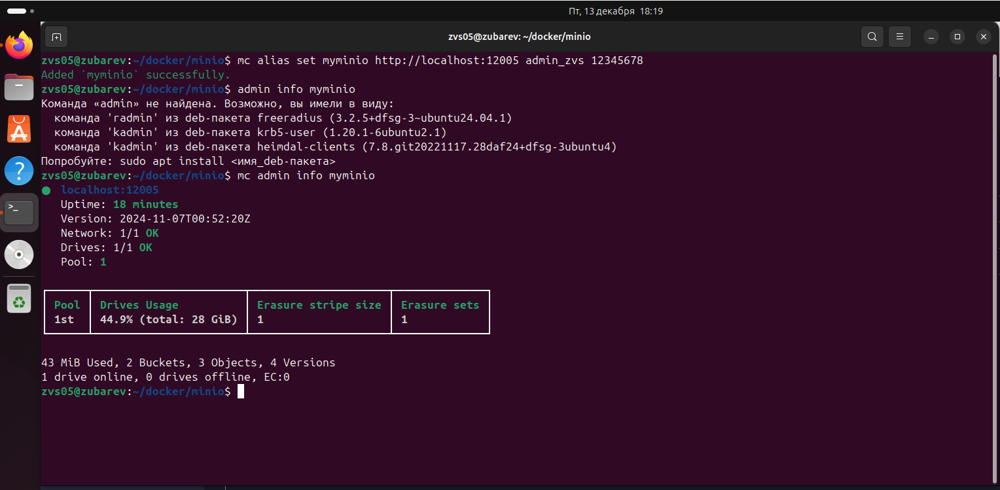 Пт, 13 декабря 18:19
zvs05@zubarev: ~/docker/minio
zvs05@zubarev:~/docker/minio$ mc alias set myminio http://localhost:12005 admin_zvs 12345678
Added `myminio` successfully.
zvs05@zubarev:~/docker/minio$ admin info myminio
Команда «admin» не найдена. Возможно, вы имели в виду:
  команда 'radmin' из deb-пакета freeradius (3.2.5+dfsg-3~ubuntu24.04.1)
  команда 'kadmin' из deb-пакета krb5-user (1.20.1-6ubuntu2.1)
  команда 'kadmin' из deb-пакета heimdal-clients (7.8.git20221117.28daf24+dfsg-3ubuntu4)
Попробуйте: sudo apt install <имя_deb-пакета>
zvs05@zubarev:~/docker/minio$ mc admin info myminio
●  localhost:12005
   Uptime: 18 minutes
   Version: 2024-11-07T00:52:20Z
   Network: 1/1 OK
   Drives: 1/1 OK
   Pool: 1
Pool Drives Usage Erasure stripe size Erasure sets
1st 44.9% (total: 28 GiB) 1 1
43 MiB Used, 2 Buckets, 3 Objects, 4 Versions
1 drive online, 0 drives offline, EC:0
zvs05@zubarev:~/docker/minio$